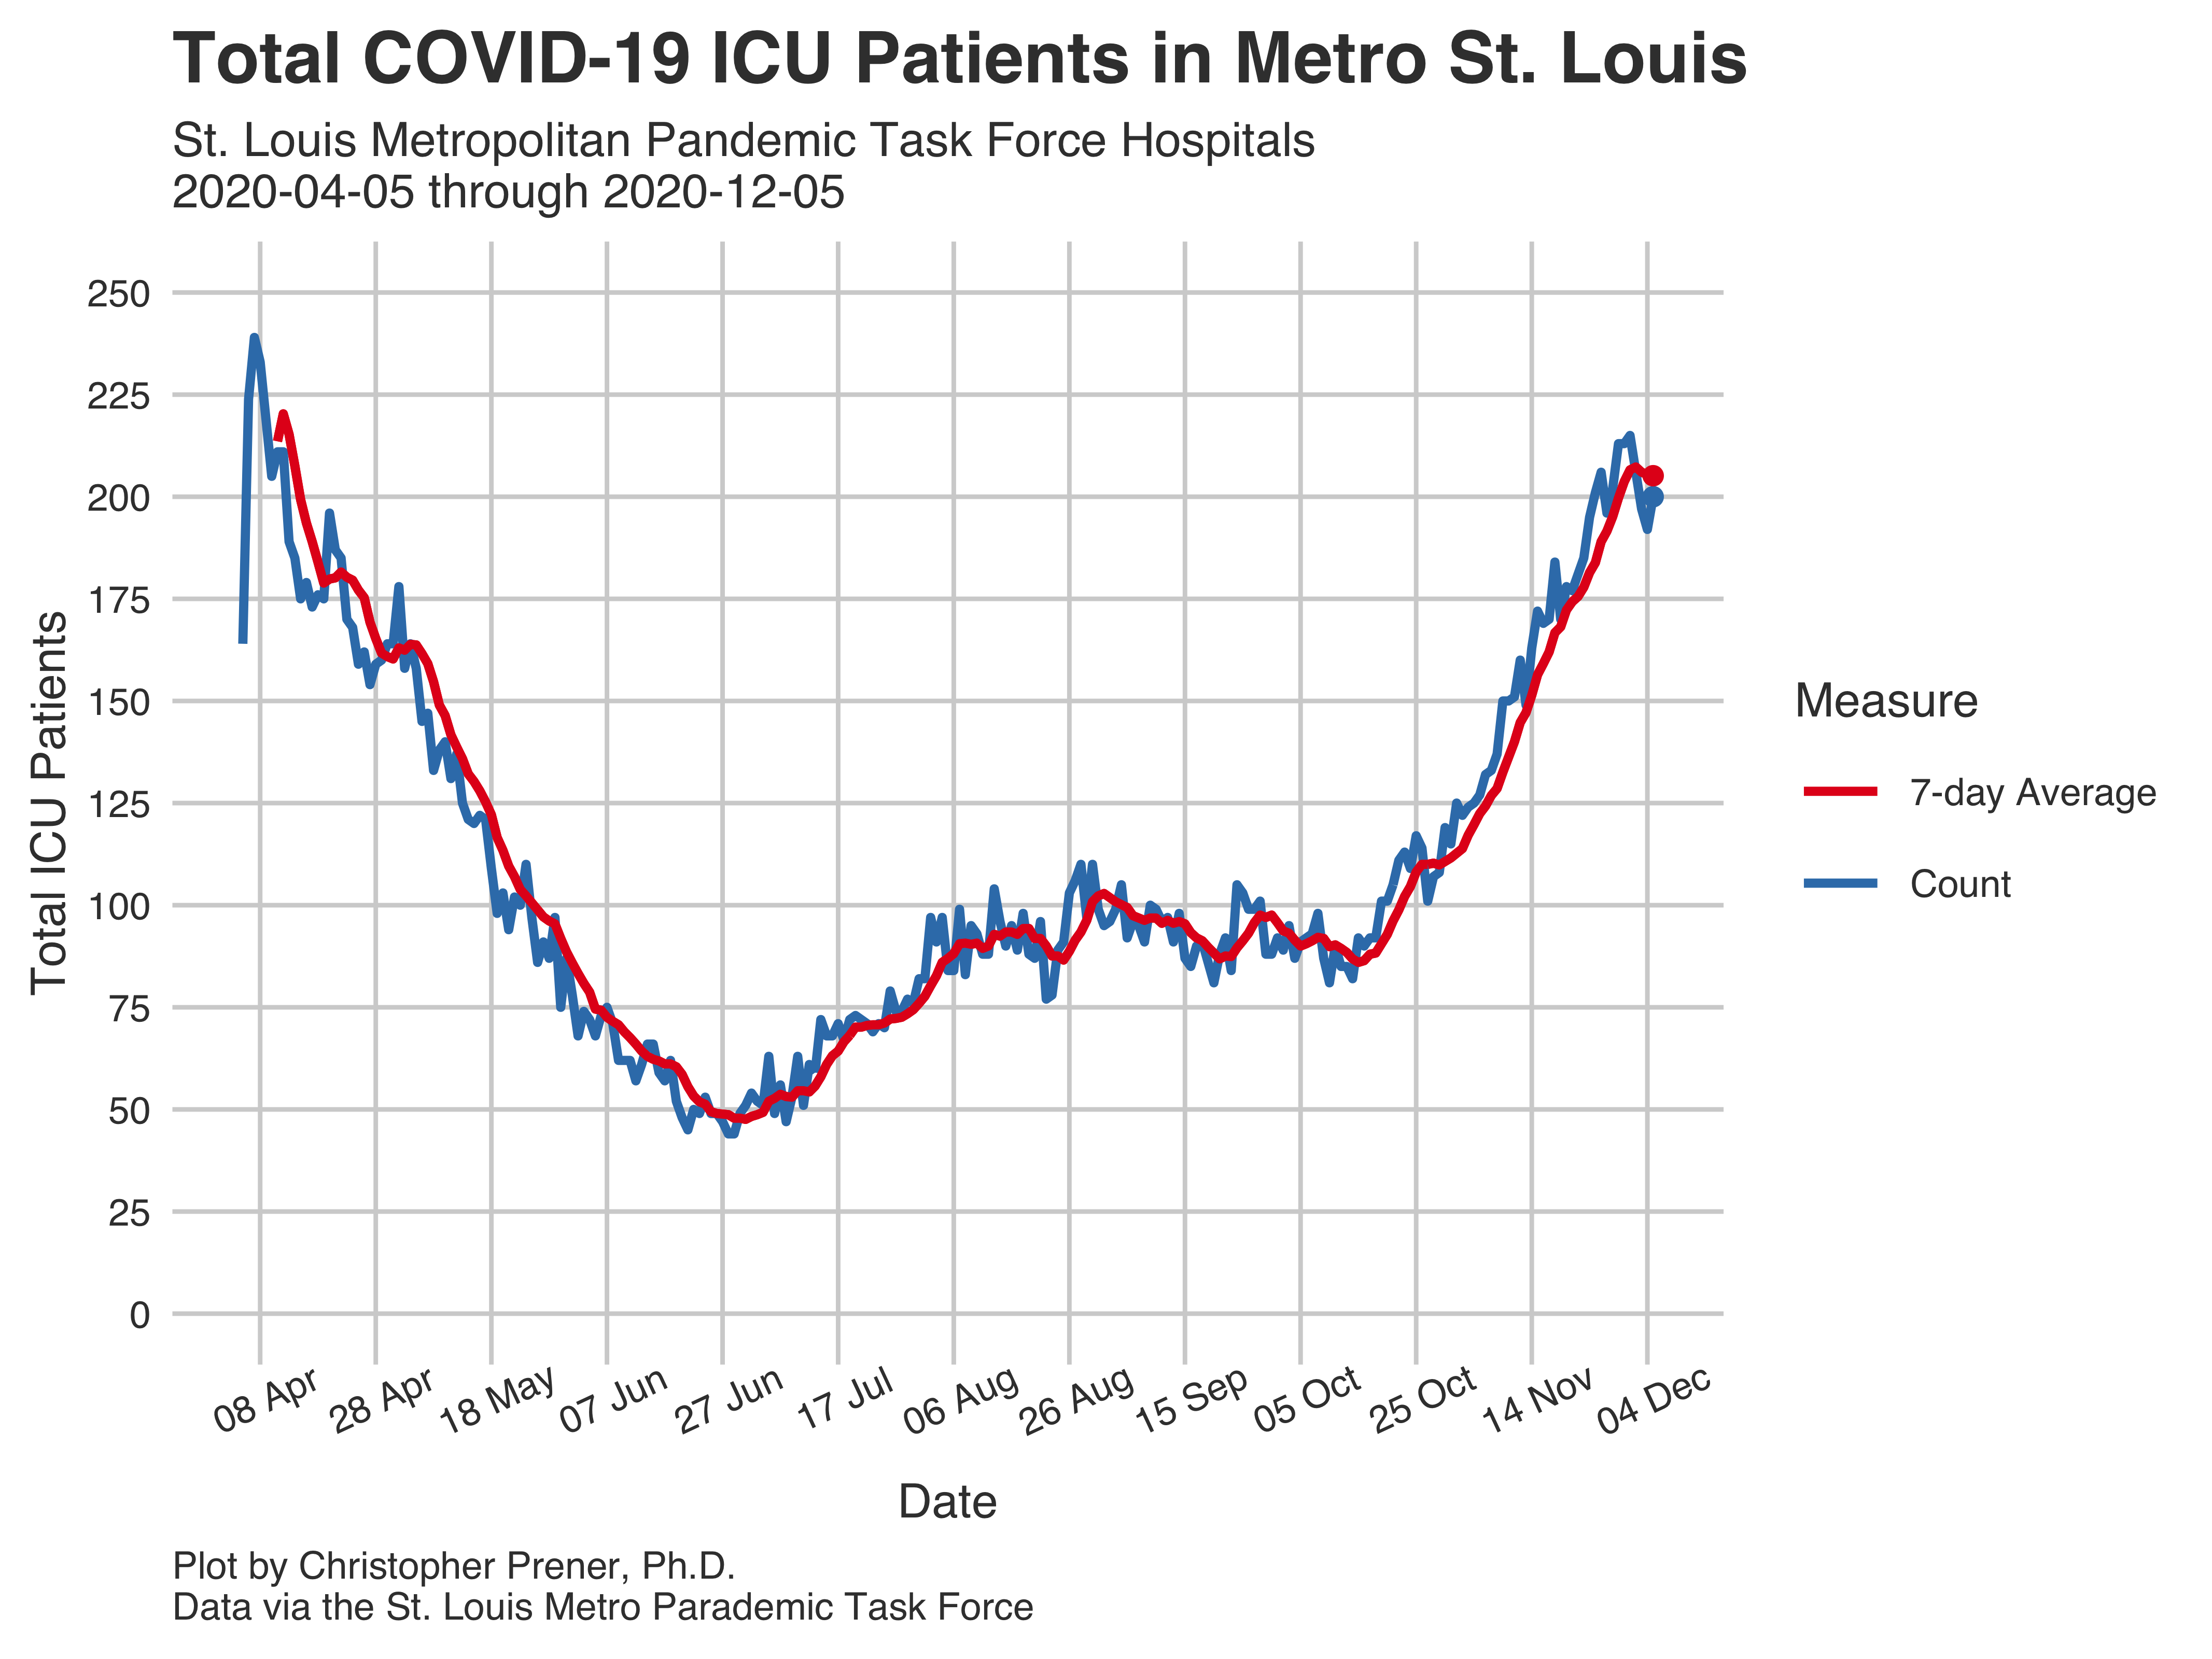 Total COVID-19 ICU Patients in Metro St. Louis
St. Louis Metropolitan Pandemic Task Force Hospitals
2020-04-05 through 2020-12-05
Total ICU Patients
250
225
200
175
150
125
100
75
50
25
0
08 Apr
28 Apr
18 May
07 Jun
27 Jun
17 Jul
06 Aug
26 Aug
15 Sep
05 Oct
25 Oct
14 Nov
04 Dec
Date
Measure
7-day Average
Count
Plot by Christopher Prener, Ph.D.
Data via the St. Louis Metro Parademic Task Force